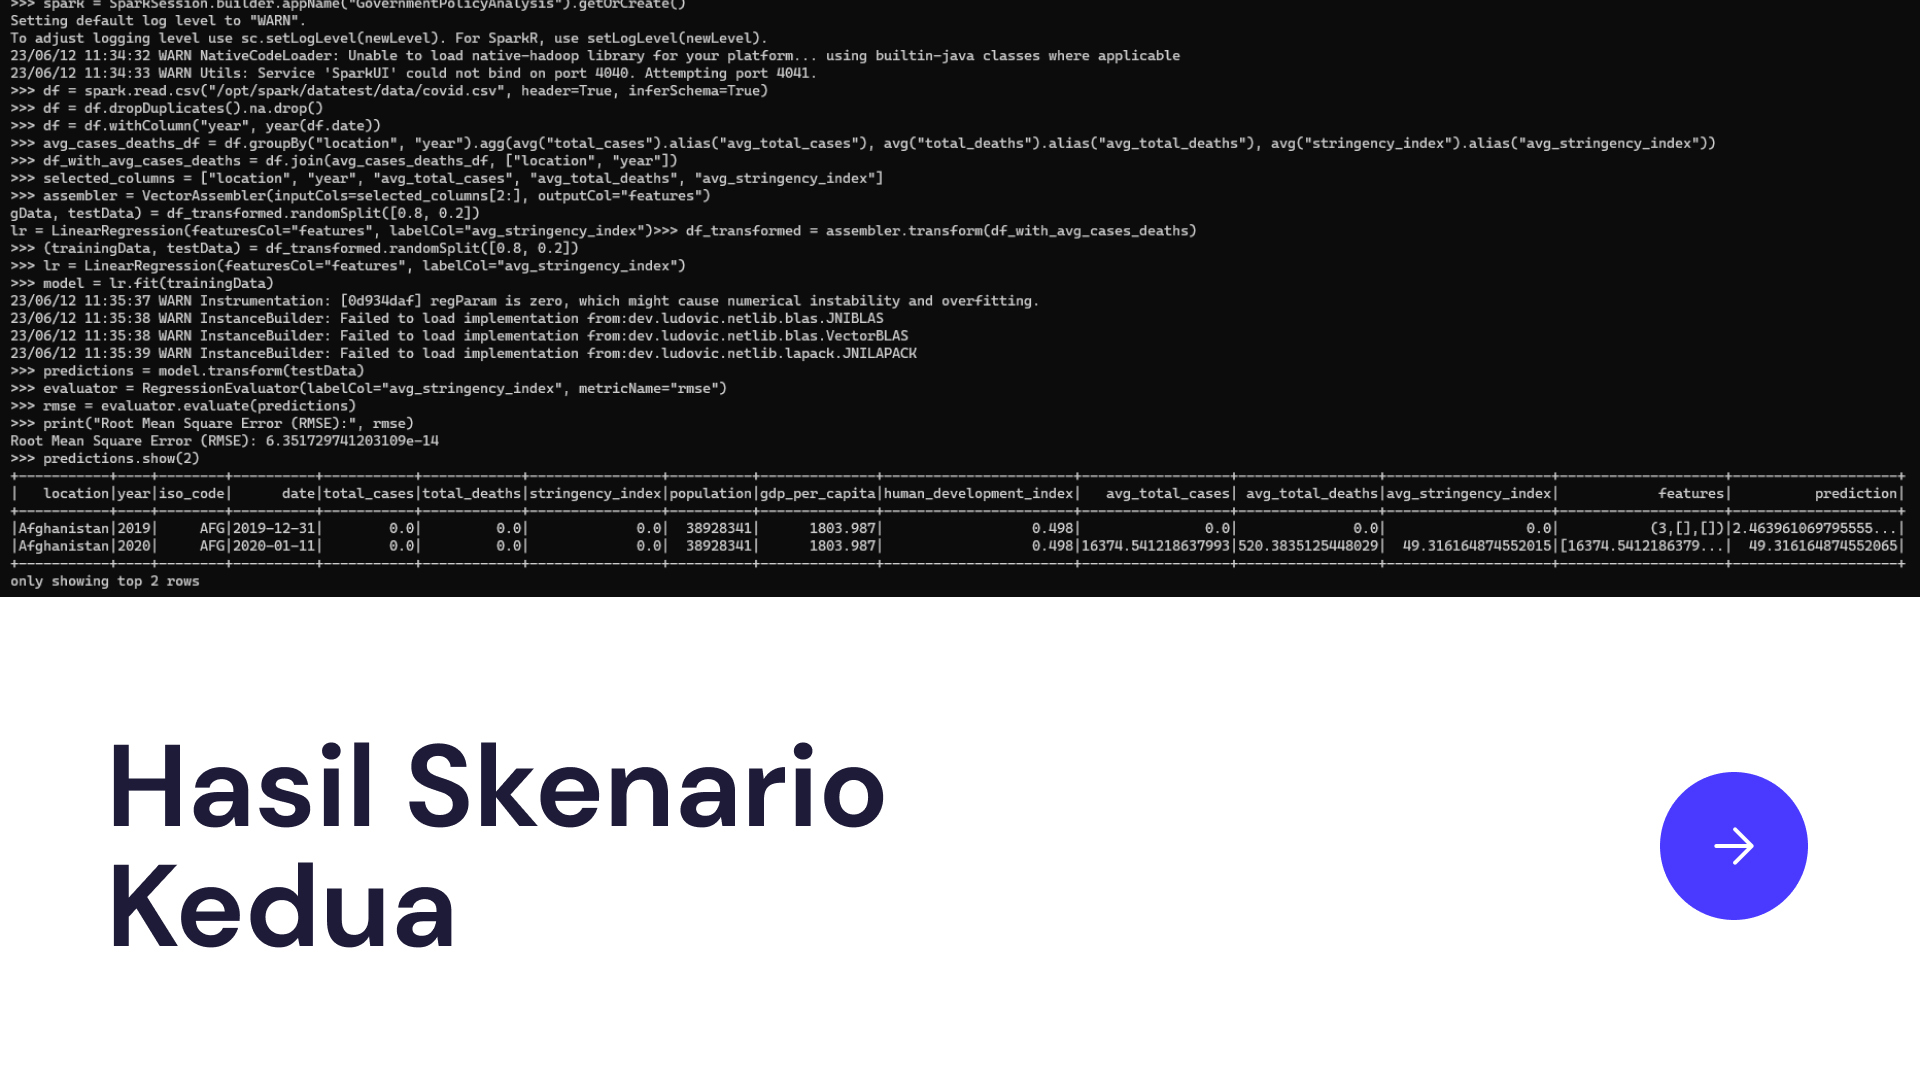 >>> spark = SparkSession.builder.appName("GovernmentPolicyAnalysis").getOrCreate()
Setting default log level to "WARN".
To adjust logging level use sc.setLogLevel(newLevel). For SparkR, use setLogLevel(newLevel).
23/06/12 11:34:32 WARN NativeCodeLoader: Unable to load native-hadoop library for your platform... using builtin-java classes where applicable
23/06/12 11:34:33 WARN Utils: Service 'SparkUI' could not bind on port 4040. Attempting port 4041.
>>> df = spark.read.csv("/opt/spark/datatest/data/covid.csv", header=True, inferSchema=True)
>>> df = df.dropDuplicates().na.drop()
>>> df = df.withColumn("year", year(df.date))
>>> avg_cases_deaths_df = df.groupBy("location", "year").agg(avg("total_cases").alias("avg_total_cases"), avg("total_deaths").alias("avg_total_deaths"), avg("stringency_index").alias("avg_stringency_index"))
>>> df_with_avg_cases_deaths = df.join(avg_cases_deaths_df, ["location", "year"])
>>> selected_columns = ["location", "year", "avg_total_cases", "avg_total_deaths", "avg_stringency_index"]
>>> assembler = VectorAssembler(inputCols=selected_columns[2:], outputCol="features")
gData, testData) = df_transformed.randomSplit([0.8, 0.2])
lr = LinearRegression(featuresCol="features", labelCol="avg_stringency_index")>>> df_transformed = assembler.transform(df_with_avg_cases_deaths)
>>> (trainingData, testData) = df_transformed.randomSplit([0.8, 0.2])
>>> lr = LinearRegression(featuresCol="features", labelCol="avg_stringency_index")
>>> model = lr.fit(trainingData)
23/06/12 11:35:37 WARN Instrumentation: [0d934daf] regParam is zero, which might cause numerical instability and overfitting.
23/06/12 11:35:38 WARN InstanceBuilder: Failed to load implementation from:dev.ludovic.netlib.blas.JNIBLAS
23/06/12 11:35:38 WARN InstanceBuilder: Failed to load implementation from:dev.ludovic.netlib.blas.VectorBLAS
23/06/12 11:35:39 WARN InstanceBuilder: Failed to load implementation from:dev.ludovic.netlib.lapack.JNILAPACK
>>> predictions = model.transform(testData)
>>> evaluator = RegressionEvaluator(labelCol="avg_stringency_index", metricName="rmse")
>>> rmse = evaluator.evaluate(predictions)
>>> print("Root Mean Square Error (RMSE):", rmse)
Root Mean Square Error (RMSE): 6.351729741203109e-14
>>> predictions.show(2)
+-----------+----+--------+----------+-----------+------------+----------------+----------+--------------+-----------------------+------------------+-----------------+--------------------+--------------------+--------------------+
|   location|year|iso_code|      date|total_cases|total_deaths|stringency_index|population|gdp_per_capita|human_development_index|   avg_total_cases| avg_total_deaths|avg_stringency_index|            features|          prediction|
+-----------+----+--------+----------+-----------+------------+----------------+----------+--------------+-----------------------+------------------+-----------------+--------------------+--------------------+--------------------+
|Afghanistan|2019|     AFG|2019-12-31|        0.0|         0.0|             0.0|  38928341|      1803.987|                  0.498|               0.0|              0.0|                 0.0|           (3,[],[])|2.463961069795555...|
|Afghanistan|2020|     AFG|2020-01-11|        0.0|         0.0|             0.0|  38928341|      1803.987|                  0.498|16374.541218637993|520.3835125448029|  49.316164874552015|[16374.5412186379...|  49.316164874552065|
+-----------+----+--------+----------+-----------+------------+----------------+----------+--------------+-----------------------+------------------+-----------------+--------------------+--------------------+--------------------+
only showing top 2 rows
Hasil Skenario
Kedua